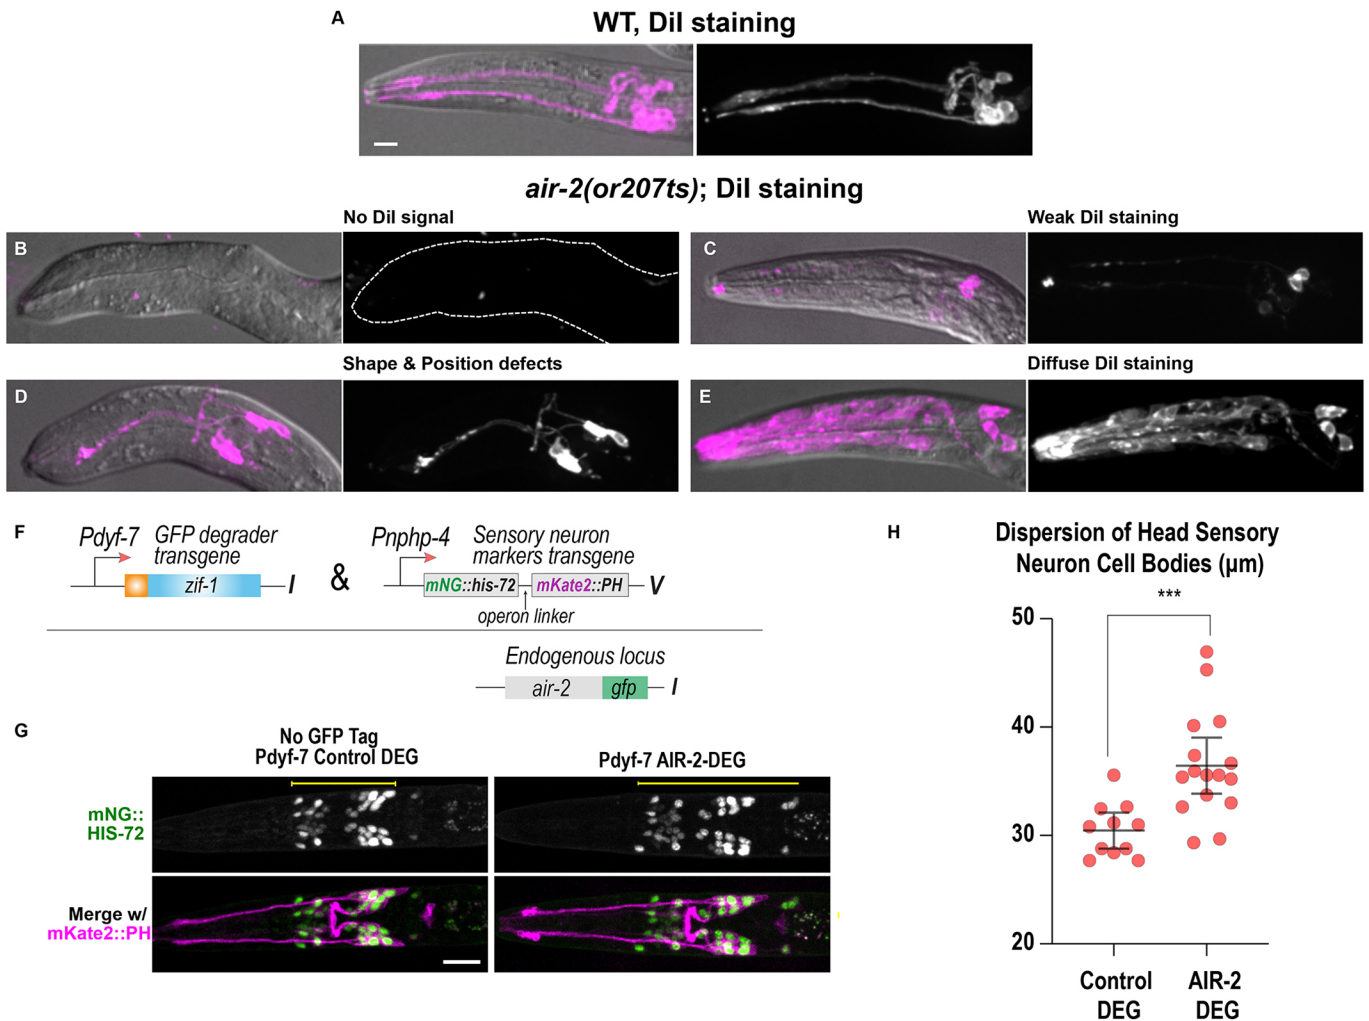 A
WT, DiI staining
air-2(or207ts); DiI staining
No DiI signal
Weak DiI staining
B
C
Shape & Position defects
Diffuse DiI staining
D
E
F
Pdyf-7
GFP degrader
transgene
zif-1
I
&
Pnphp-4
Sensory neuron
markers transgene
mNG::his-72
mKate2::PH
V
operon linker
Endogenous locus
air-2
gfp
I
G
No GFP Tag
Pdyf-7 Control DEG
Pdyf-7 AIR-2-DEG
mNG::
HIS-72
Merge w/
mKate2::PH
H
Dispersion of Head Sensory
Neuron Cell Bodies (µm)
***
50
40
30
20
Control
DEG
AIR-2
DEG